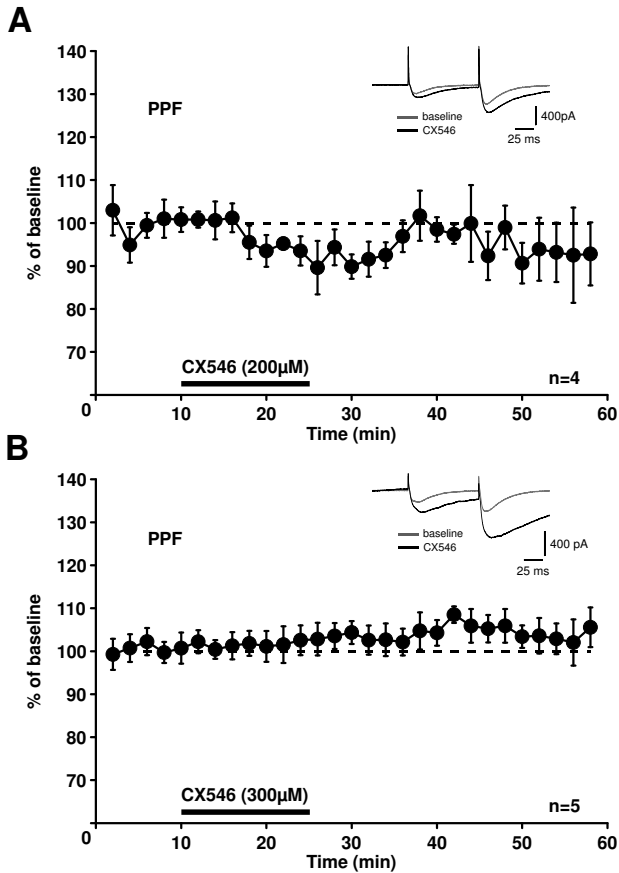 A
140
130
120
110
100
90
80
70
0
% of baseline
PPF
baseline
CX546
400pA
25 ms
CX546 (200µM)
n=4
10
20
30
40
50
60
Time (min)
B
140
130
120
110
100
90
80
70
0
% of baseline
PPF
baseline
CX546
400 pA
25 ms
CX546 (300µM)
n=5
10
20
30
40
50
60
Time (min)